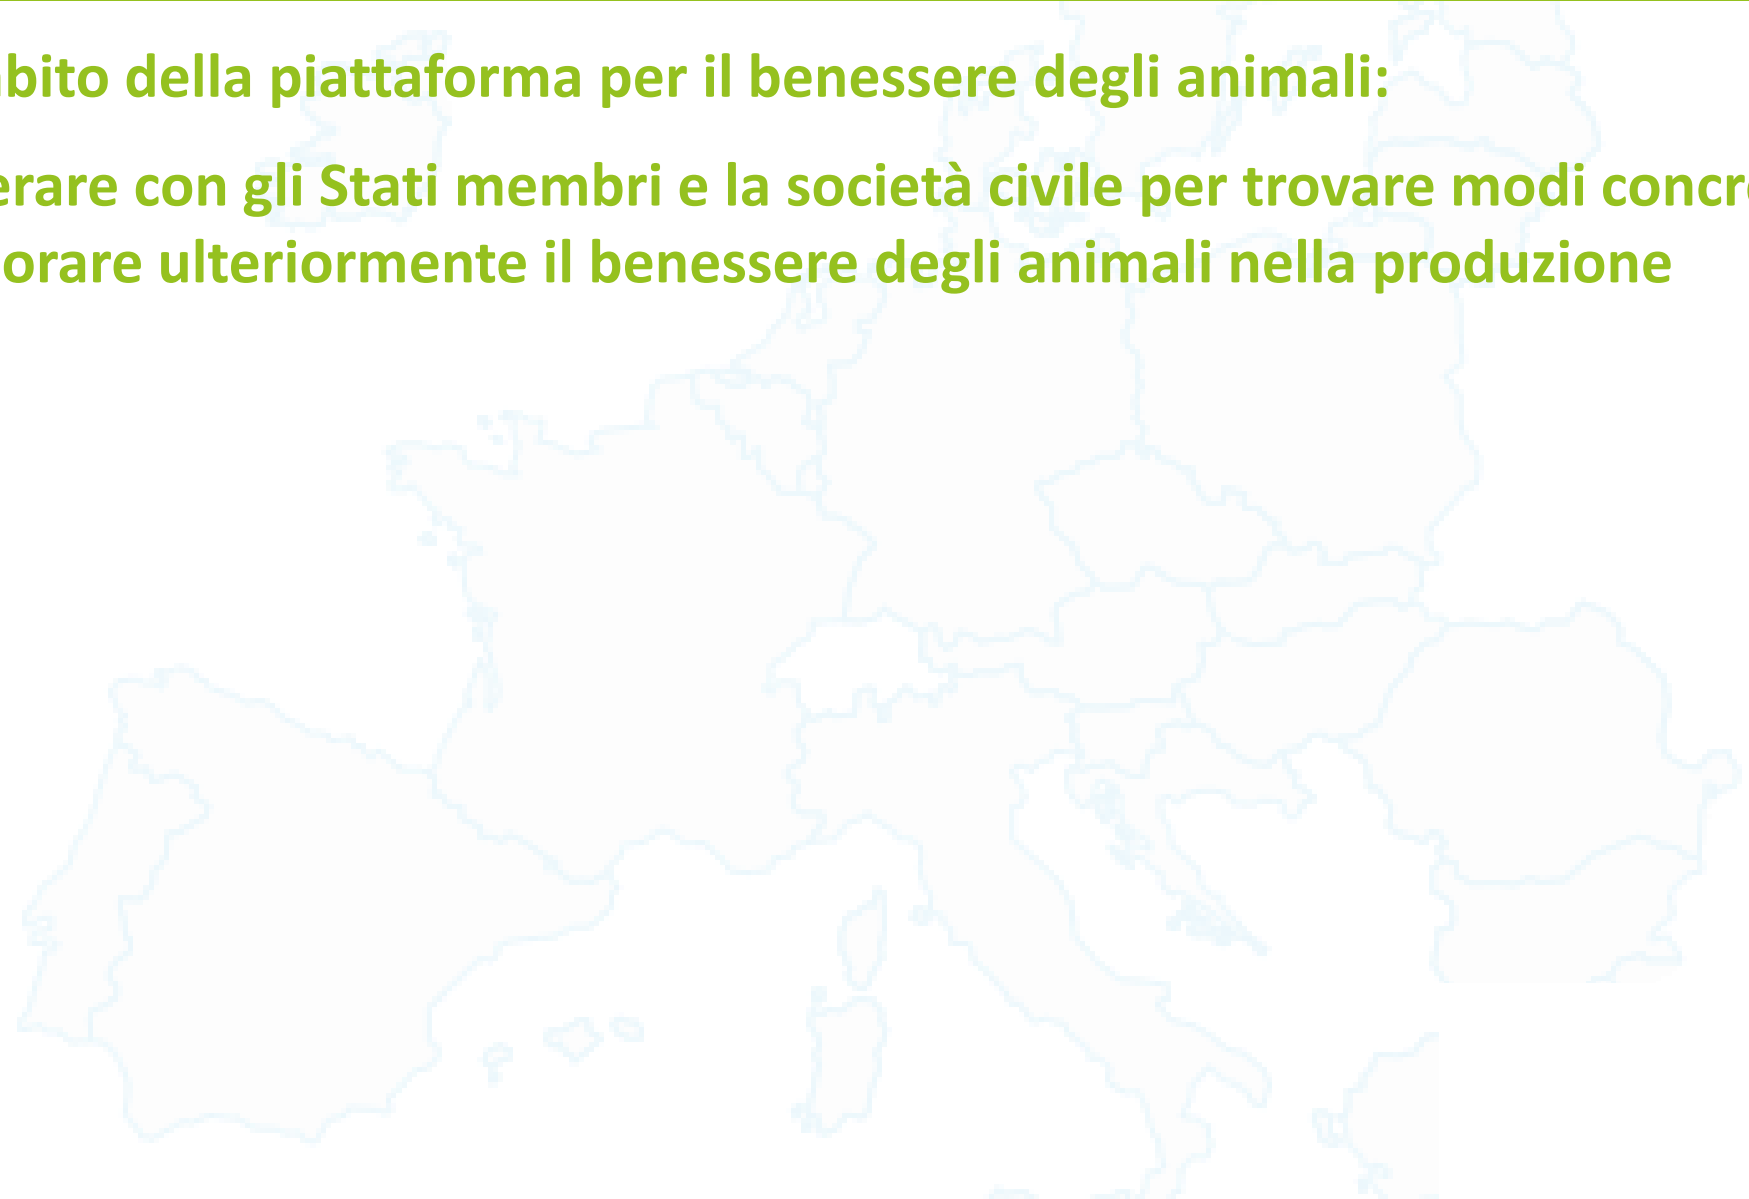 bito della piattaforma per il benessere degli animali:
erare con gli Stati membri e la società civile per trovare modi concr
orare ulteriormente il benessere degli animali nella produzione